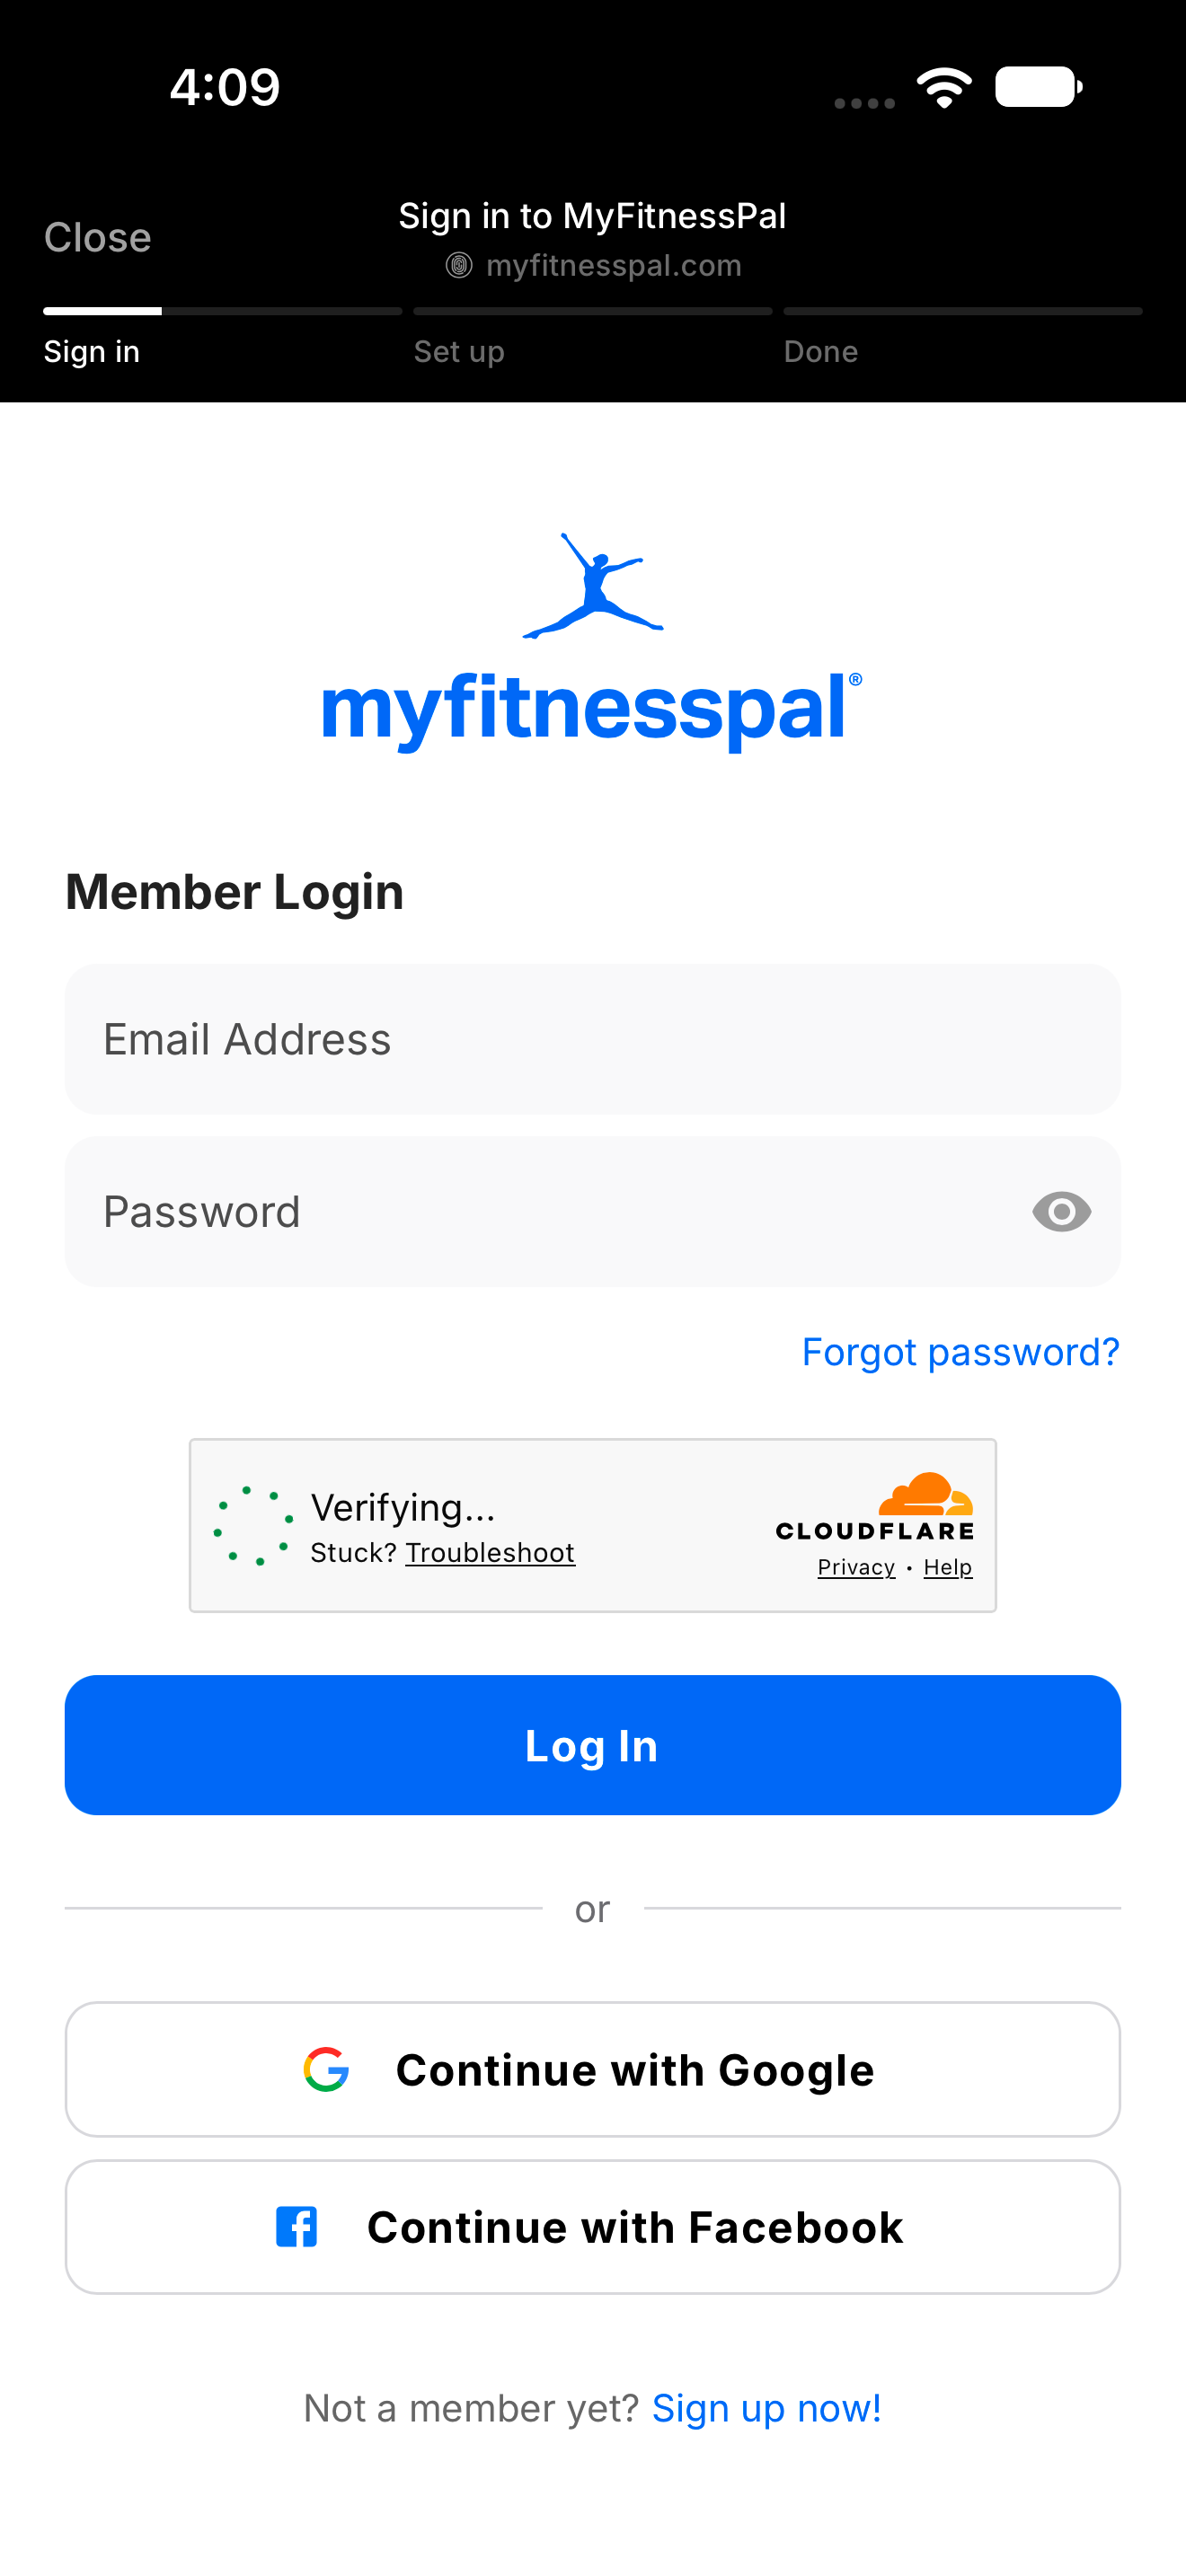 4:09
Close
Sign in to MyFitnessPal
myfitnesspal.com
Sign in
Set up
Done
myfitnesspal®
Member Login
Email Address
Password
Forgot password?
Verifying...
Stuck? Troubleshoot
CLOUDFLARE
Privacy • Help
Log In
or
Continue with Google
Continue with Facebook
Not a member yet? Sign up now!